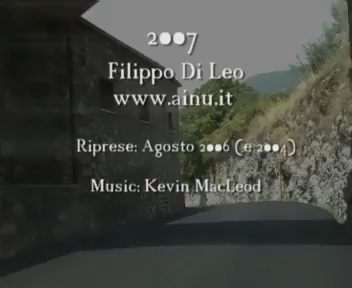 2007
Filippo Di Leo
www.ainu.it
Riprese: Agosto 2006 (e 2004)
Music: Kevin MacLeod